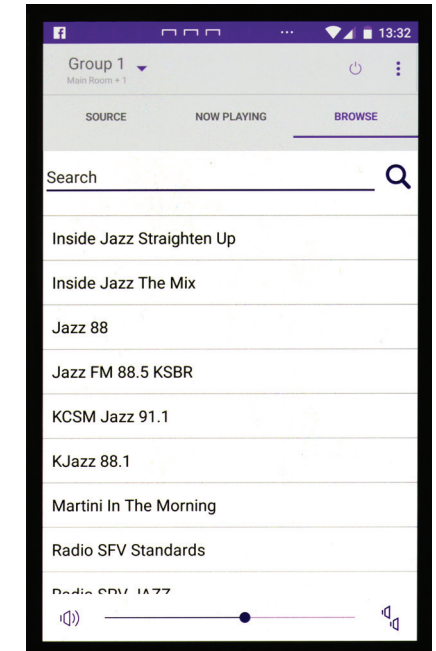 13:32
Group 1
Main Room + 1
SOURCE
NOW PLAYING
BROWSE
Search
Inside Jazz Straighten Up
Inside Jazz The Mix
Jazz 88
Jazz FM 88.5 KSBR
KCSM Jazz 91.1
KJazz 88.1
Martini In The Morning
Radio SFV Standards